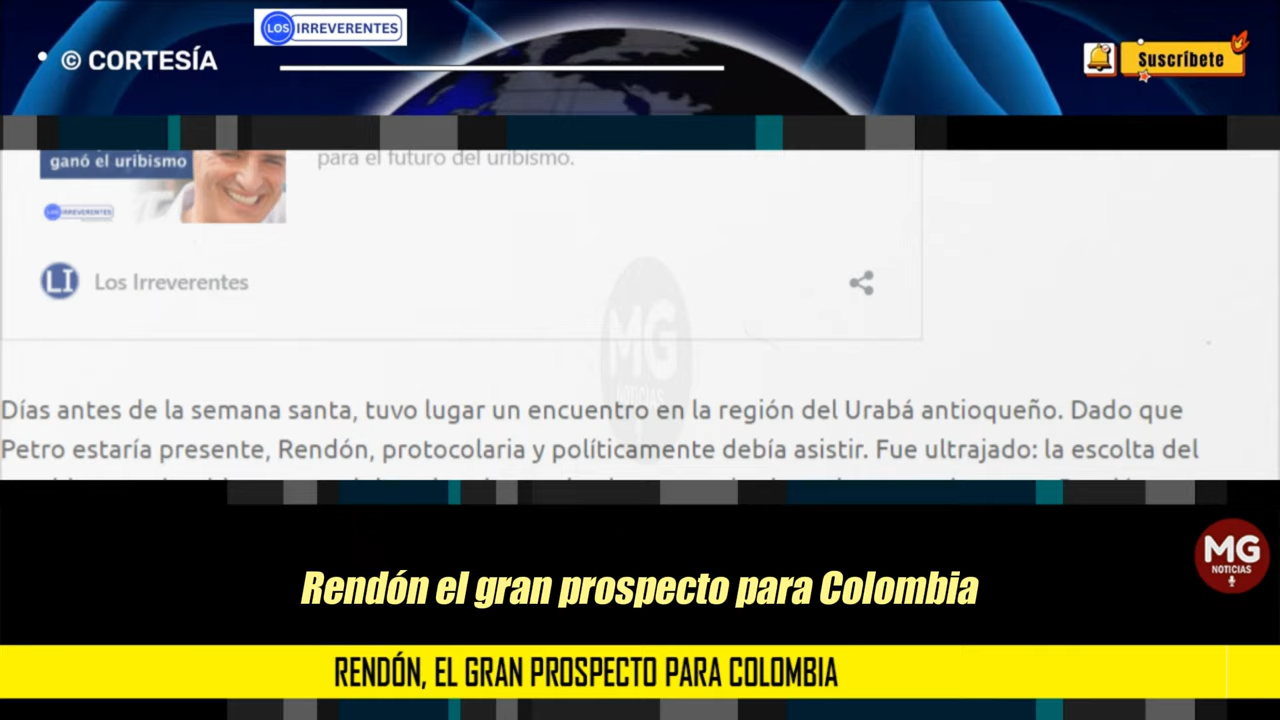 LOS IRREVERENTES
© CORTESÍA
Suscríbete
ganó el uribismo
para el futuro del uribismo.
LOS IRREVERENTES
LI Los Irreverentes
MG
NOTICIAS
Días antes de la semana santa, tuvo lugar un encuentro en la región del Urabá antioqueño. Dado que
Petro estaría presente, Rendón, protocolaria y políticamente debía asistir. Fue ultrajado: la escolta del
MG
NOTICIAS
Rendón el gran prospecto para Colombia
RENDÓN, EL GRAN PROSPECTO PARA COLOMBIA